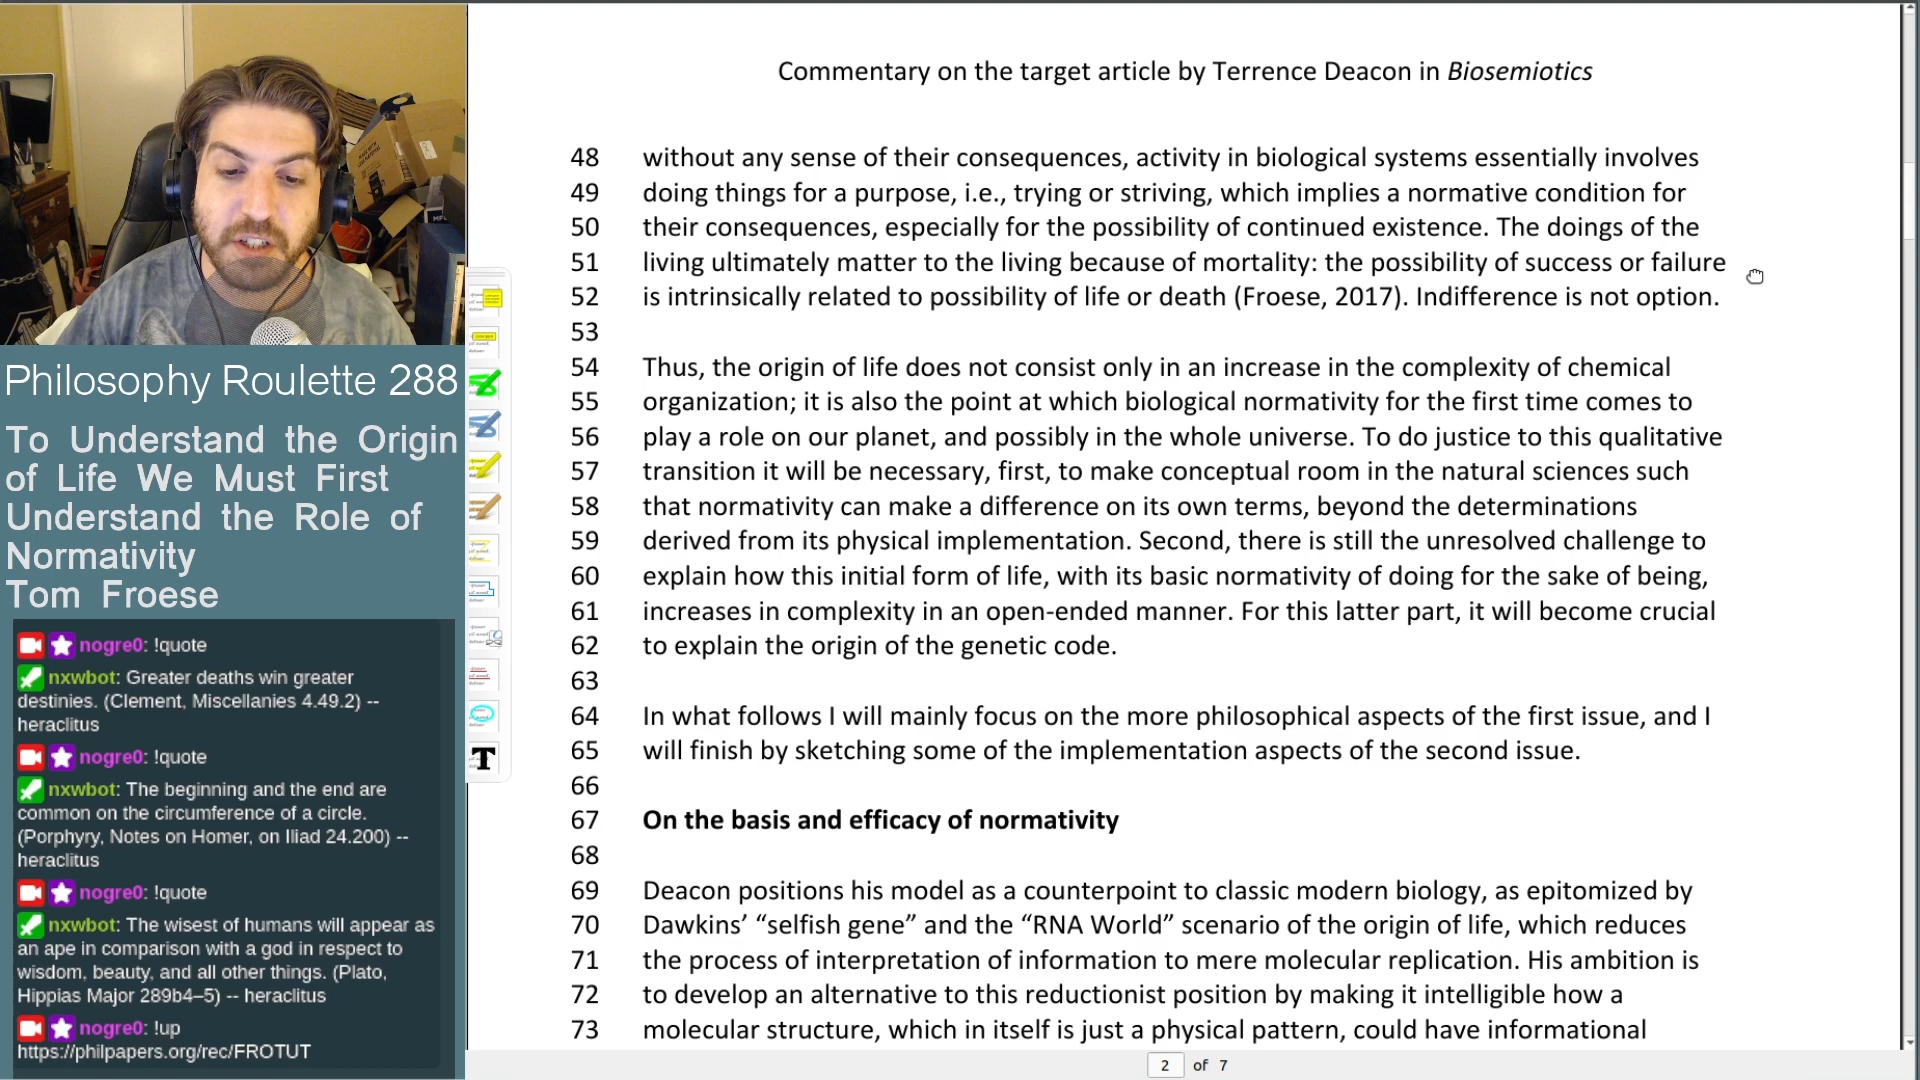 Philosophy Roulette 288
To Understand the Origin
of Life We Must First
Understand the Role of
Normativity
Tom Froese
nogre0: !quote
nxwbot: Greater deaths win greater
destinies. (Clement, Miscellanies 4.49.2) --
heraclitus
nogre0: !quote
nxwbot: The beginning and the end are
common on the circumference of a circle.
(Porphyry, Notes on Homer, on Iliad 24.200) --
heraclitus
nogre0: !quote
nxwbot: The wisest of humans will appear as
an ape in comparison with a god in respect to
wisdom, beauty, and all other things. (Plato,
Hippias Major 289b4–5) -- heraclitus
nogre0: !up
https://philpapers.org/rec/FROTUT
T
Commentary on the target article by Terrence Deacon in Biosemiotics
48 without any sense of their consequences, activity in biological systems essentially involves
49 doing things for a purpose, i.e., trying or striving, which implies a normative condition for
50 their consequences, especially for the possibility of continued existence. The doings of the
51 living ultimately matter to the living because of mortality: the possibility of success or failure
52 is intrinsically related to possibility of life or death (Froese, 2017). Indifference is not option.
53
54 Thus, the origin of life does not consist only in an increase in the complexity of chemical
55 organization; it is also the point at which biological normativity for the first time comes to
56 play a role on our planet, and possibly in the whole universe. To do justice to this qualitative
57 transition it will be necessary, first, to make conceptual room in the natural sciences such
58 that normativity can make a difference on its own terms, beyond the determinations
59 derived from its physical implementation. Second, there is still the unresolved challenge to
60 explain how this initial form of life, with its basic normativity of doing for the sake of being,
61 increases in complexity in an open-ended manner. For this latter part, it will become crucial
62 to explain the origin of the genetic code.
63
64 In what follows I will mainly focus on the more philosophical aspects of the first issue, and I
65 will finish by sketching some of the implementation aspects of the second issue.
66
67 On the basis and efficacy of normativity
68
69 Deacon positions his model as a counterpoint to classic modern biology, as epitomized by
70 Dawkins’ “selfish gene” and the “RNA World” scenario of the origin of life, which reduces
71 the process of interpretation of information to mere molecular replication. His ambition is
72 to develop an alternative to this reductionist position by making it intelligible how a
73 molecular structure, which in itself is just a physical pattern, could have informational
2 of 7